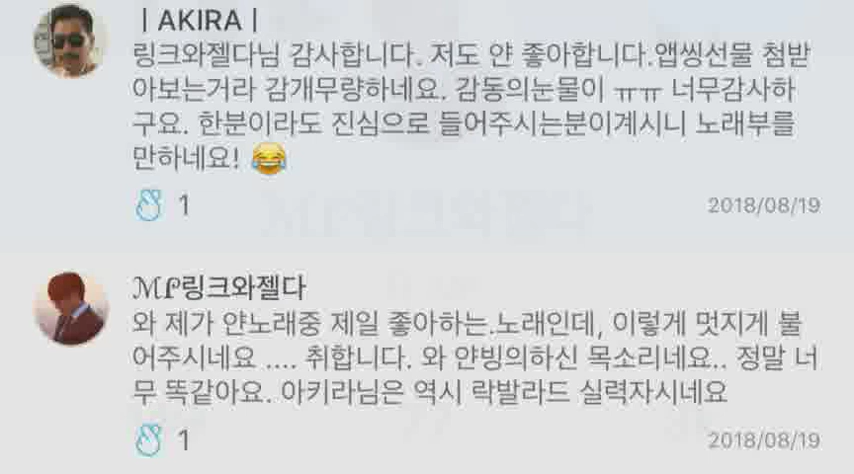 | AKIRA |
링크와젤다님 감사합니다. 저도 얀 좋아합니다.앱씽선물 첨받
아보는거라 감개무량하네요. 감동의눈물이 ㅠㅠ 너무감사하
구요. 한분이라도 진심으로 들어주시는분이계시니 노래부를
만하네요! 😂
1
2018/08/19
ℳ₽링크와젤다
와 제가 얀노래중 제일 좋아하는.노래인데, 이렇게 멋지게 불
어주시네요 .... 취합니다. 와 얀빙의하신 목소리네요.. 정말 너
무 똑같아요. 아키라님은 역시 락발라드 실력자시네요
1
2018/08/19